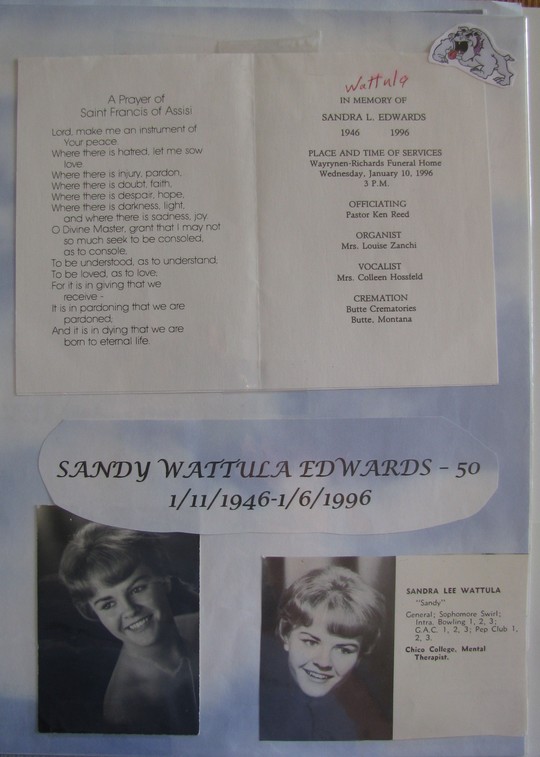 A Prayer of
Saint Francis of Assisi
Lord, make me an instrument of
Your peace.
Where there is hatred, let me sow
love.
Where there is injury, pardon,
Where there is doubt, faith,
Where there is despair, hope,
Where there is darkness, light,
and where there is sadness, joy
O Divine Master, grant that I may not
so much seek to be consoled,
as to console,
To be understood, as to understand,
To be loved, as to love.
For it is in giving that we
receive -
It is in pardoning that we are
pardoned,
And it is in dying that we are
born to eternal life.
Wattula
IN MEMORY OF
SANDRA L. EDWARDS
1946 1996
PLACE AND TIME OF SERVICES
Wayrynen-Richards Funeral Home
Wednesday, January 10, 1996
3 P.M.
OFFICIATING
Pastor Ken Reed
ORGANIST
Mrs. Louise Zanchi
VOCALIST
Mrs. Colleen Hossfeld
CREMATION
Butte Crematories
Butte, Montana
SANDY WATTULA EDWARDS – 50
1/11/1946-1/6/1996
SANDRA LEE WATTULA
"Sandy"
General; Sophomore Swirl;
Intra. Bowling 1, 2, 3;
G.A.C. 1, 2, 3; Pep Club 1,
2, 3.
Chico College, Mental
Therapist.